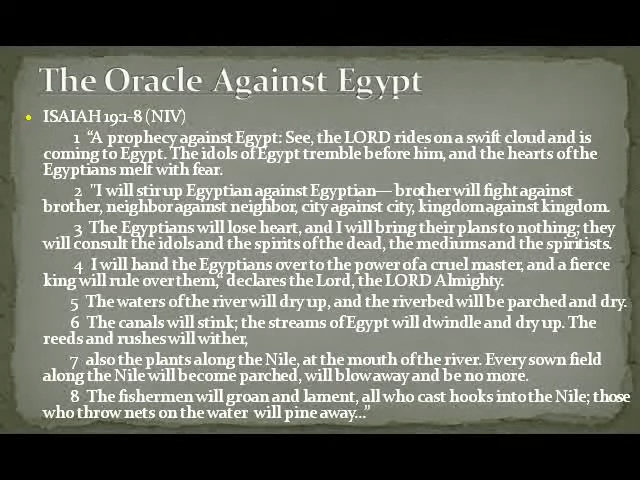 The Oracle Against Egypt
• ISAIAH 19:1-8 (NIV)
1 “A prophecy against Egypt: See, the LORD rides on a swift cloud and is
coming to Egypt. The idols of Egypt tremble before him, and the hearts of the
Egyptians melt with fear.
2 "I will stir up Egyptian against Egyptian— brother will fight against
brother, neighbor against neighbor, city against city, kingdom against kingdom.
3 The Egyptians will lose heart, and I will bring their plans to nothing; they
will consult the idols and the spirits of the dead, the mediums and the spiritists.
4 I will hand the Egyptians over to the power of a cruel master, and a fierce
king will rule over them,“ declares the Lord, the LORD Almighty.
5 The waters of the river will dry up, and the riverbed will be parched and dry.
6 The canals will stink; the streams of Egypt will dwindle and dry up. The
reeds and rushes will wither,
7 also the plants along the Nile, at the mouth of the river. Every sown field
along the Nile will become parched, will blow away and be no more.
8 The fishermen will groan and lament, all who cast hooks into the Nile; those
who throw nets on the water will pine away...”